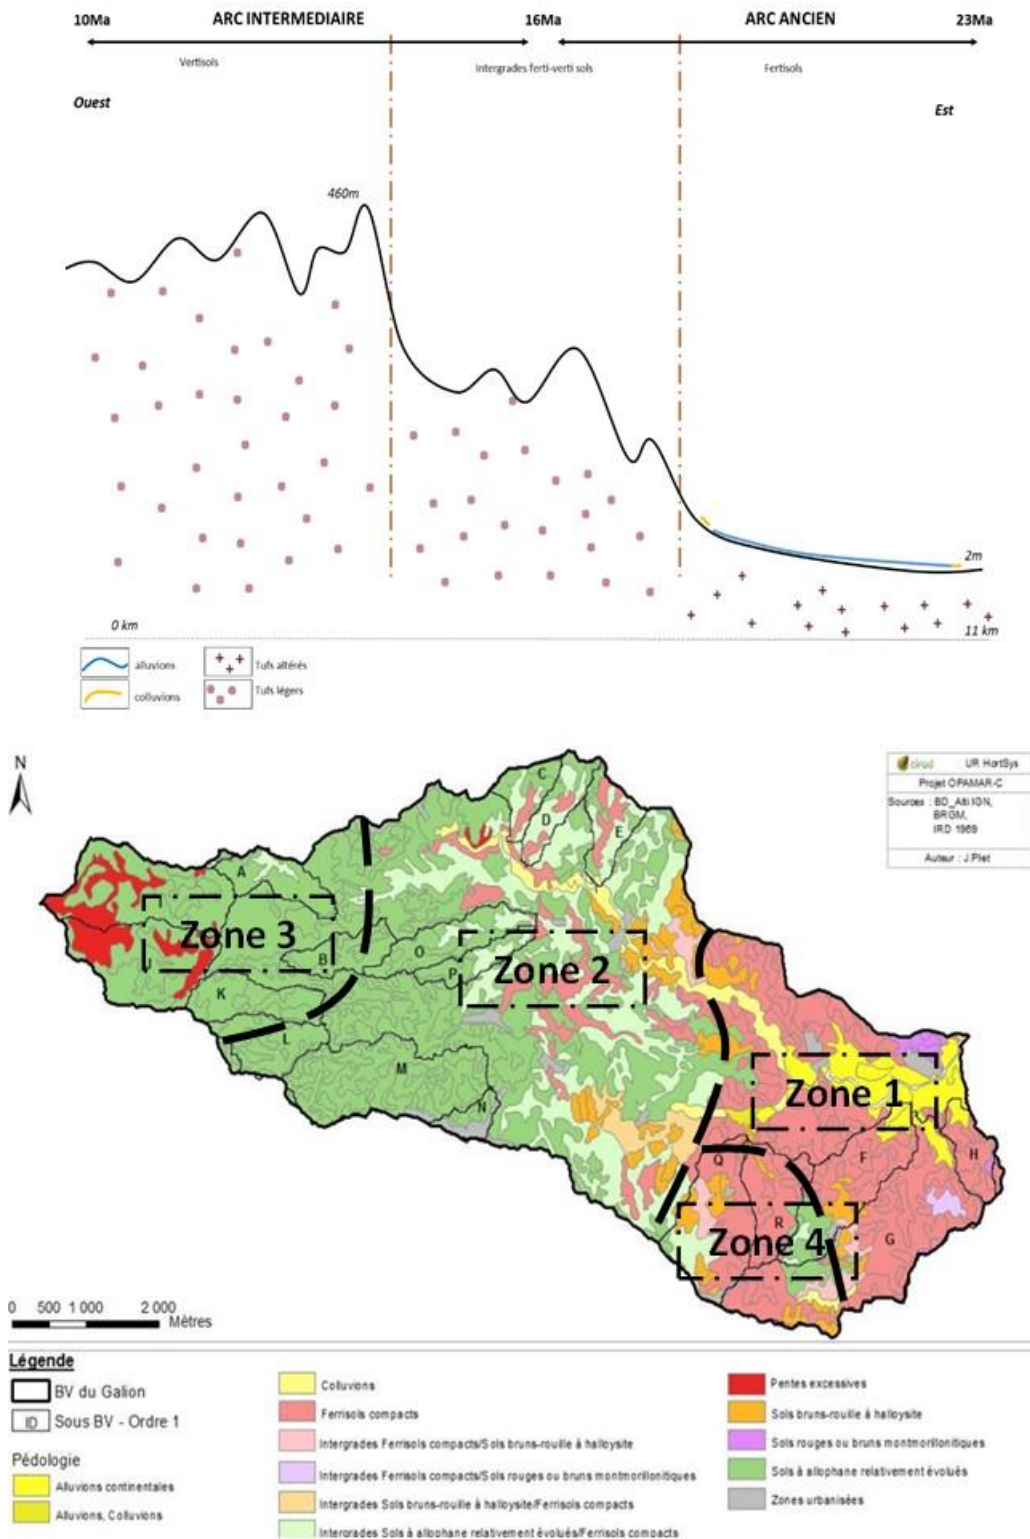 10Ma ARC INTERMEDIAIRE 16Ma ARC ANCIEN 23Ma
Vertisols Intergrades ferti-verti sols Fertisols
Ouest Est
460m
2m
0 km 11 km
alluvions Tufs altérés
colluvions Tufs légers
N
cirad UR HortSys
Projet OPAMAR-C
Sources : BD_Alti IGN,
BRGM,
IRD 1969
Auteur : J.Plet
C
D
E
A
Zone 3
I
J
B
O
P
Zone 2
K
L
M
N
Zone 1
Q
F
H
R
G
Zone 4
0 500 1 000 2 000
Mètres
Légende
BV du Galion
ID Sous BV - Ordre 1
Pédologie
Alluvions continentales
Alluvions, Colluvions
Colluvions
Ferrisols compacts
Intergrades Ferrisols compacts/Sols bruns-rouille à halloysite
Intergrades Ferrisols compacts/Sols rouges ou bruns montmorillonitiques
Intergrades Sols bruns-rouille à halloysite/Ferrisols compacts
Intergrades Sols à allophane relativement évolués/Ferrisols compacts
Pentes excessives
Sols bruns-rouille à halloysite
Sols rouges ou bruns montmorillonitiques
Sols à allophane relativement évolués
Zones urbanisées